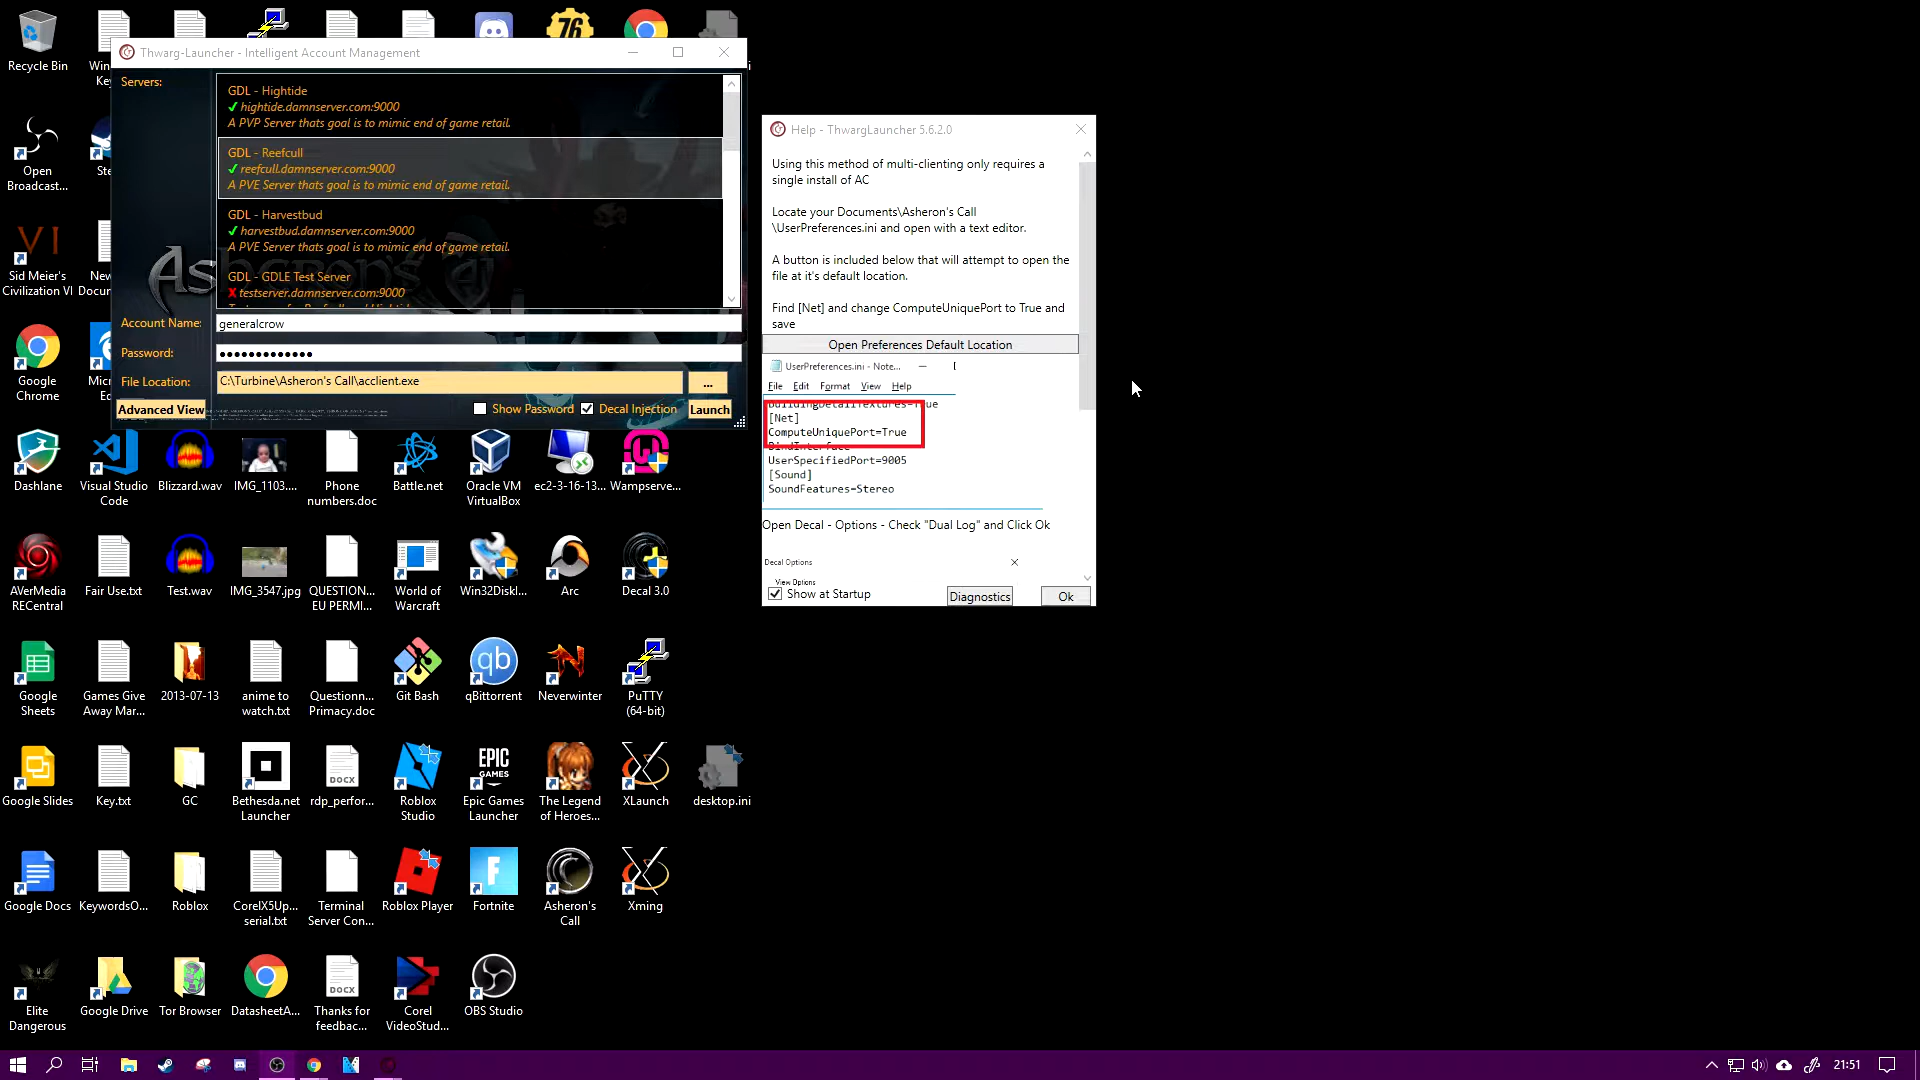 Recycle Bin
Thwarg-Launcher - Intelligent Account Management
Servers:
GDL - Hightide
✓ hightide.damnserver.com:9000
A PVP Server thats goal is to mimic end of game retail.
GDL - Reefcull
✓ reefcull.damnserver.com:9000
A PVE Server thats goal is to mimic end of game retail.
GDL - Harvestbud
✓ harvestbud.damnserver.com:9000
A PVE Server thats goal is to mimic end of game retail.
GDL - GDLE Test Server
X testserver.damnserver.com:9000
Account Name:
generalcrow
Password:
•••••••••••••
File Location:
C:\Turbine\Asheron's Call\acclient.exe
...
Advanced View
Show Password
Decal Injection
Launch
Help - ThwargLauncher 5.6.2.0
Using this method of multi-clienting only requires a
single install of AC
Locate your Documents\Asheron's Call
\UserPreferences.ini and open with a text editor.
A button is included below that will attempt to open the
file at it's default location.
Find [Net] and change ComputeUniquePort to True and
save
Open Preferences Default Location
UserPreferences.ini - Note...
File Edit Format View Help
BuildingDetailTextures=True
[Net]
ComputeUniquePort=True
BindInterface
UserSpecifiedPort=9005
[Sound]
SoundFeatures=Stereo
Open Decal - Options - Check "Dual Log" and Click Ok
Decal Options
View Options
Show at Startup
Diagnostics
Ok
76
Open
Broadcast...
VI
Sid Meier's
Civilization VI
Google
Chrome
Dashlane
Visual Studio
Code
Blizzard.wav
IMG_1103....
Phone
numbers.doc
Battle.net
Oracle VM
VirtualBox
ec2-3-16-13...
Wampserve...
AVerMedia
RECentral
Fair Use.txt
Test.wav
IMG_3547.jpg
QUESTION...
EU PERMI...
World of
Warcraft
Win32DiskI...
Arc
Decal 3.0
Google
Sheets
Games Give
Away Mar...
2013-07-13
anime to
watch.txt
Questionn...
Primacy.doc
Git Bash
qb
qBittorrent
Neverwinter
PuTTY
(64-bit)
Google Slides
Key.txt
GC
Bethesda.net
Launcher
DOCX
rdp_perfor...
Roblox
Studio
EPIC
GAMES
Epic Games
Launcher
The Legend
of Heroes...
XLaunch
desktop.ini
Google Docs
KeywordsO...
Roblox
CorelX5Up...
serial.txt
Terminal
Server Con...
Roblox Player
Fortnite
Asheron's
Call
Xming
Elite
Dangerous
Google Drive
Tor Browser
DatasheetA...
DOCX
Thanks for
feedbac...
Corel
VideoStud...
OBS Studio
21:51